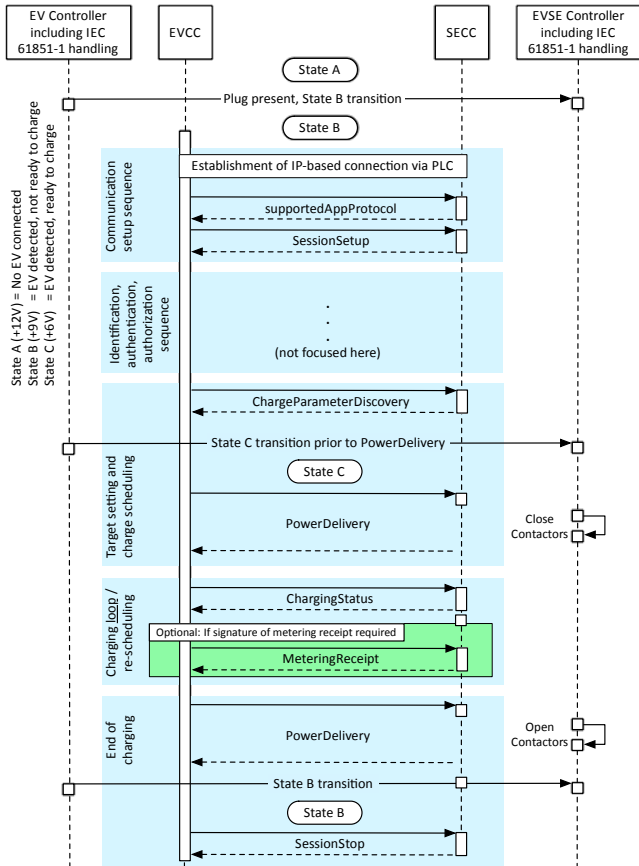 EV Controller
including IEC
61851-1 handling
EVCC
SECC
EVSE Controller
including IEC
61851-1 handling
State A
Plug present, State B transition
State B
State A (+12V) = No EV connected
State B (+9V) = EV detected, not ready to charge
State C (+6V) = EV detected, ready to charge
Communication
setup sequence
Establishment of IP-based connection via PLC
supportedAppProtocol
SessionSetup
Identification,
authentication,
authorization
sequence
.
.
.
(not focused here)
Target setting and
charge scheduling
ChargeParameterDiscovery
State C transition prior to PowerDelivery
State C
PowerDelivery
Close
Contactors
Charging loop /
re-scheduling
ChargingStatus
Optional: If signature of metering receipt required
MeteringReceipt
End of
charging
PowerDelivery
Open
Contactors
State B transition
State B
SessionStop